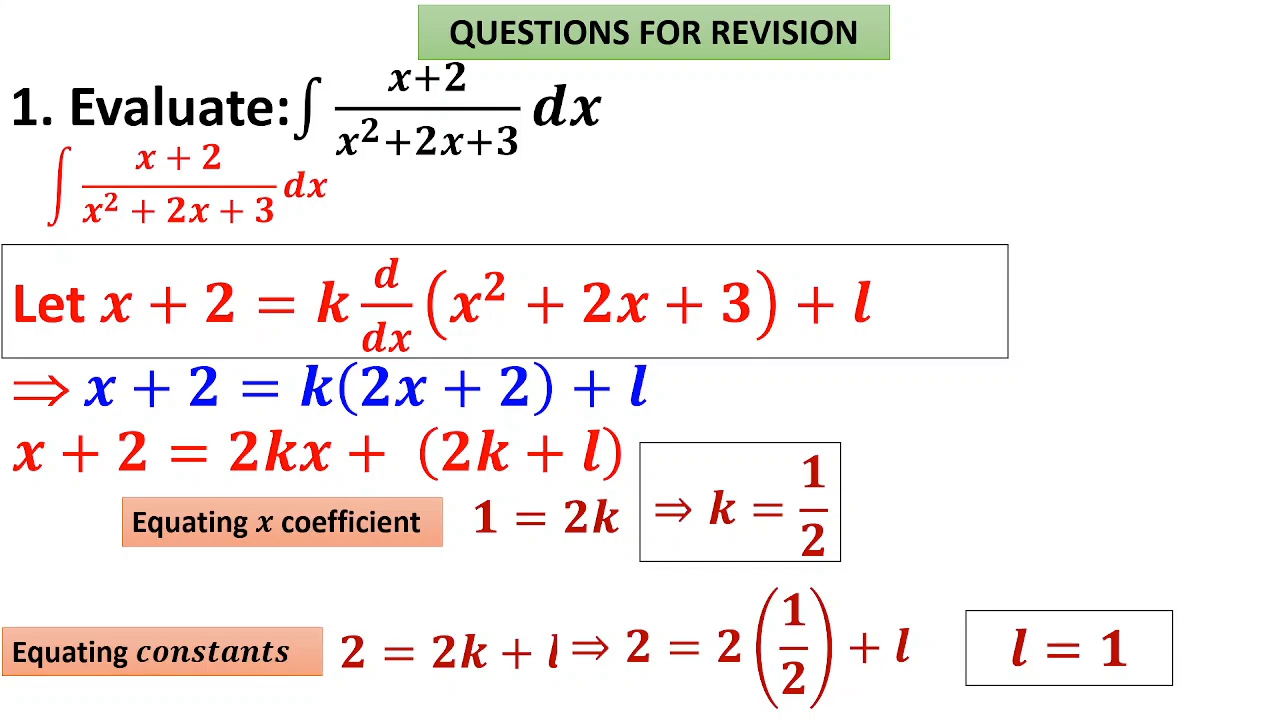 QUESTIONS FOR REVISION
1. Evaluate: ∫ (x+2)/(x²+2x+3) dx
∫ (x + 2)/(x² + 2x + 3) dx
Let x + 2 = k d/dx (x² + 2x + 3) + l
⇒ x + 2 = k(2x + 2) + l
x + 2 = 2kx + (2k + l)
Equating x coefficient 1 = 2k ⇒ k = 1/2
Equating constants 2 = 2k + l ⇒ 2 = 2(1/2) + l l = 1